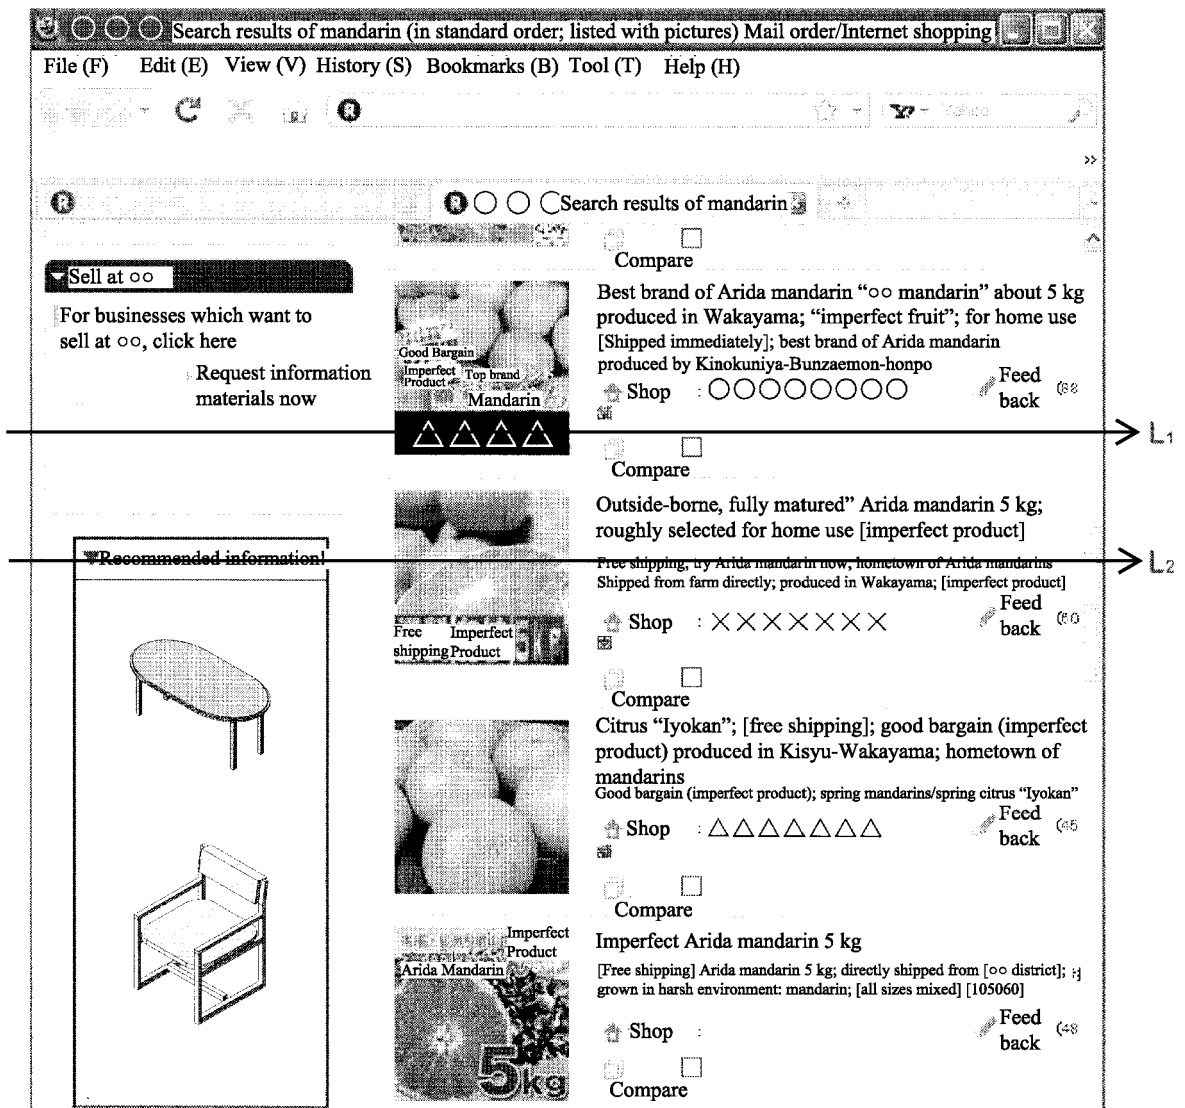 ○○○ Search results of mandarin (in standard order; listed with pictures) Mail order/Internet shopping
File (F) Edit (E) View (V) History (S) Bookmarks (B) Tool (T) Help (H)
R
»
R
R ○○○ Search results of mandarin
Compare
Sell at ○○
For businesses which want to
sell at ○○, click here
Request information
materials now
Good Bargain
Imperfect
Product
Top brand
Mandarin
△△△△
Best brand of Arida mandarin “○○ mandarin” about 5 kg
produced in Wakayama; “imperfect fruit”; for home use
[Shipped immediately]; best brand of Arida mandarin
produced by Kinokuniya-Bunzaemon-honpo
Shop : ○○○○○○○○
Feed
back
Compare
L1
Recommended information!
Outside-borne, fully matured” Arida mandarin 5 kg;
roughly selected for home use [imperfect product]
Free shipping, try Arida mandarin now, hometown of Arida mandarins
Shipped from farm directly; produced in Wakayama; [imperfect product]
L2
Free
shipping
Imperfect
Product
Shop : ×××××××
Feed
back
Compare
Citrus “Iyokan”; [free shipping]; good bargain (imperfect
product) produced in Kisyu-Wakayama; hometown of
mandarins
Good bargain (imperfect product); spring mandarins/spring citrus “Iyokan”
Shop : △△△△△△△
Feed
back (45
Compare
Imperfect
Product
Arida Mandarin
5kg
Imperfect Arida mandarin 5 kg
[Free shipping] Arida mandarin 5 kg; directly shipped from [○○ district];
grown in harsh environment: mandarin; [all sizes mixed] [105060]
Shop :
Feed
back (48
Compare